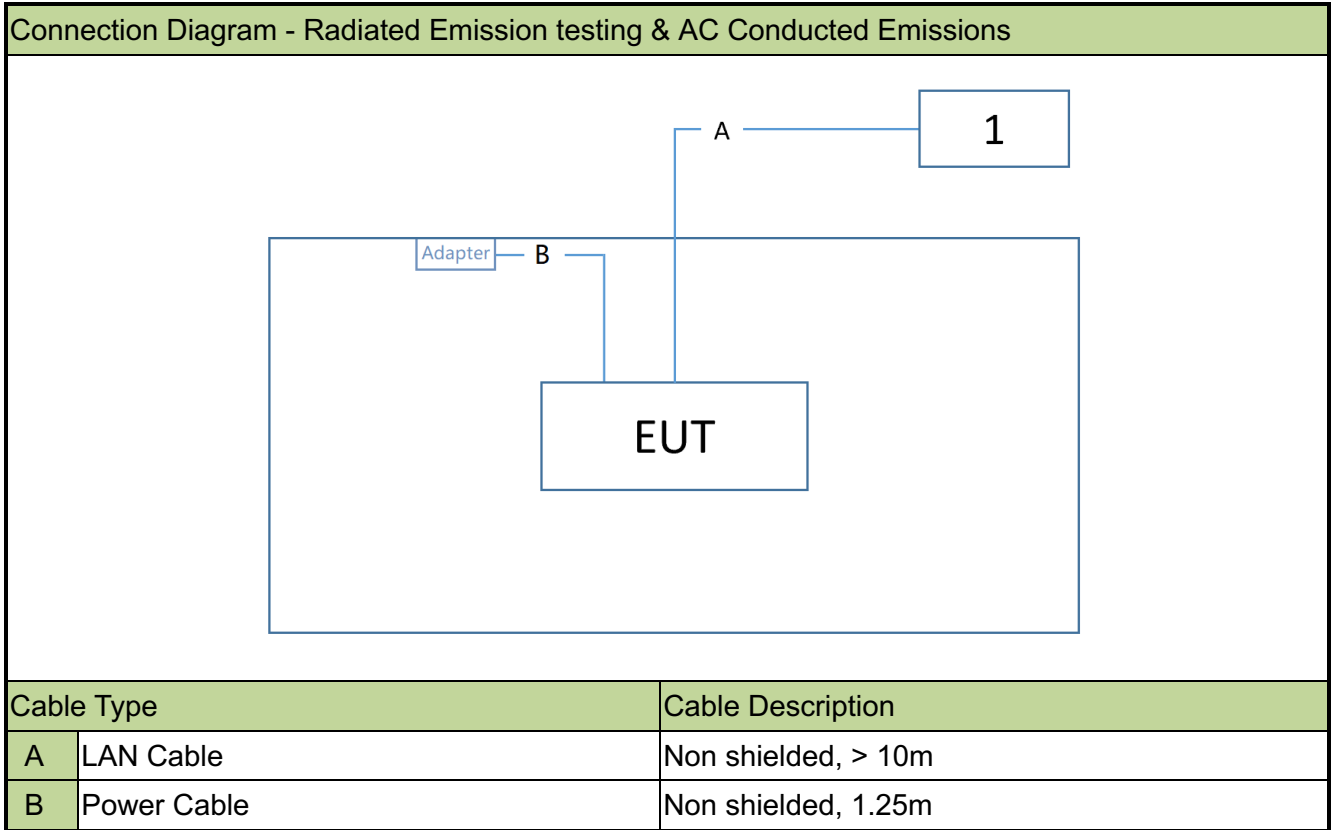 Connection Diagram - Radiated Emission testing & AC Conducted Emissions
A
1
Adapter
B
EUT
Cable Type Cable Description
A LAN Cable Non shielded, > 10m
B Power Cable Non shielded, 1.25m